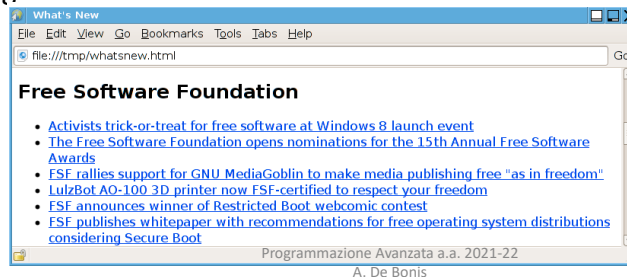 What's New
File Edit View Go Bookmarks Tools Tabs Help
file:///tmp/whatsnew.html
Free Software Foundation
• Activists trick-or-treat for free software at Windows 8 launch event
• The Free Software Foundation opens nominations for the 15th Annual Free Software
Awards
• FSF rallies support for GNU MediaGoblin to make media publishing free "as in freedom"
• LulzBot AO-100 3D printer now FSF-certified to respect your freedom
• FSF announces winner of Restricted Boot webcomic contest
• FSF publishes whitepaper with recommendations for free operating system distributions
considering Secure Boot
Programmazione Avanzata a.a. 2021-22
A. De Bonis